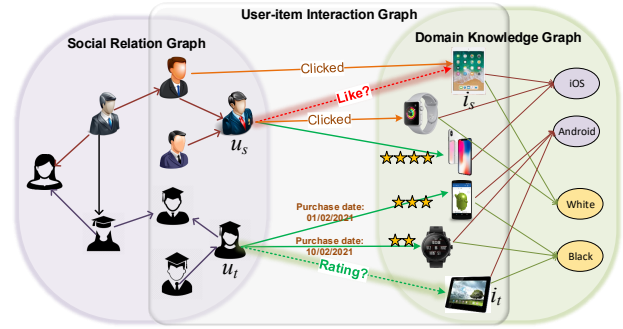 User-item Interaction Graph
Social Relation Graph
Domain Knowledge Graph
Clicked
Like?
i_s
iOS
Clicked
u_s
Android
Purchase date:
01/02/2021
White
Purchase date:
10/02/2021
Black
u_t
Rating?
i_t